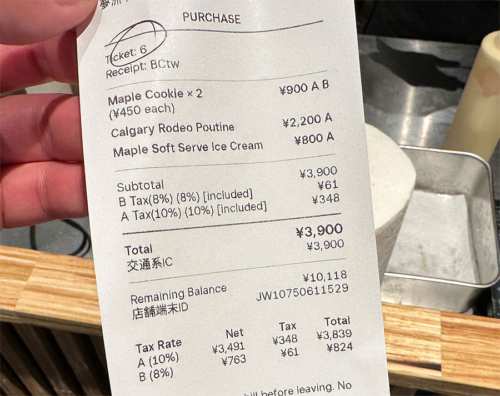 PURCHASE
Ticket: 6
Receipt: BCtw
Maple Cookie × 2 ¥900 A B
(¥450 each)
Calgary Rodeo Poutine ¥2,200 A
Maple Soft Serve Ice Cream ¥800 A
Subtotal ¥3,900
B Tax(8%) (8%) [included] ¥61
A Tax(10%) (10%) [included] ¥348
Total ¥3,900
交通系IC ¥3,900
Remaining Balance ¥10,118
店舗端末ID JW10750611529
Tax Rate Net Tax Total
A (10%) ¥3,491 ¥348 ¥3,839
B (8%) ¥763 ¥61 ¥824
before leaving. No